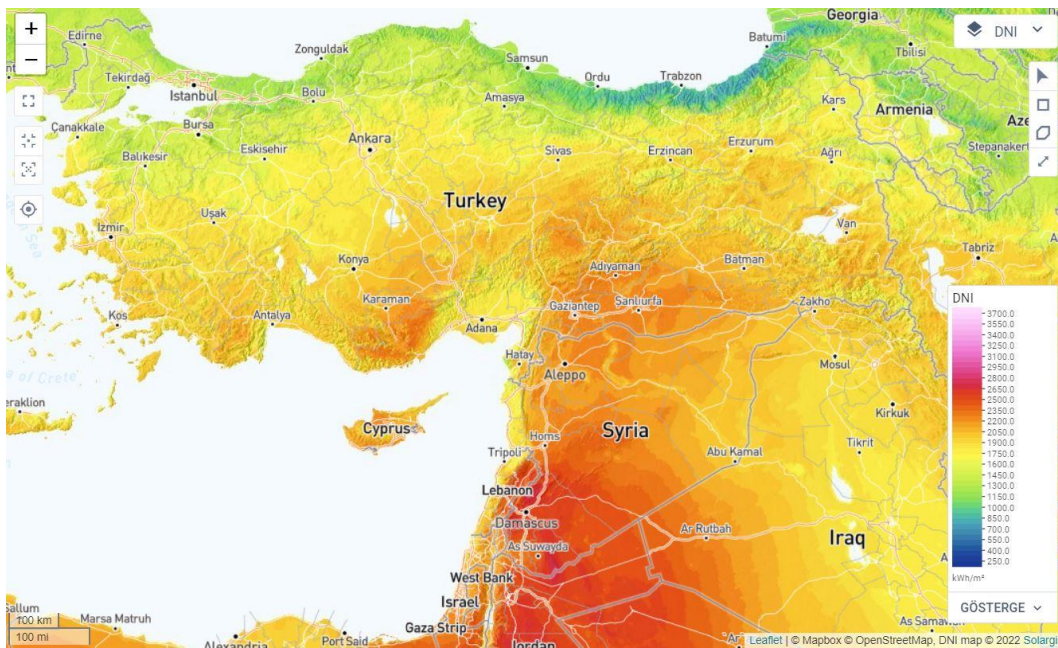 +
−
DNI
Georgia
Edirne
Batumi
Zonguldak
Samsun
Tbilisi
Tekirdağ
Istanbul
Bolu
Ordu
Trabzon
Amasya
Kars
Armenia
Aze
Çanakkale
Bursa
Ankara
Eskisehir
Sivas
Erzincan
Erzurum
Ağrı
Stepanakert
Balıkesir
Turkey
Uşak
Izmir
Van
Tabriz
Konya
Adıyaman
Batman
Kos
Antalya
Karaman
Adana
Gaziantep
Şanlıurfa
Zakho
DNI
3700.0
3550.0
3400.0
3250.0
3100.0
2950.0
2800.0
2650.0
2500.0
2350.0
2200.0
2050.0
1900.0
1750.0
1600.0
1450.0
1300.0
1150.0
1000.0
850.0
700.0
550.0
400.0
250.0
kWh/m²
GÖSTERGE
Hatay
Aleppo
Mosul
of Crete
eraklion
Cyprus
Syria
Kirkuk
Tripoli
Homs
Abu Kamal
Tikrit
Lebanon
Damascus
Ar Rutbah
As Suwayda
Iraq
West Bank
Israel
Gaza Strip
Sallum
Marsa Matruh
Alexandria
Port Said
Jordan
Ar
As Samawah
100 km
100 mi
Leaflet | © Mapbox © OpenStreetMap, DNI map © 2022 Solargi